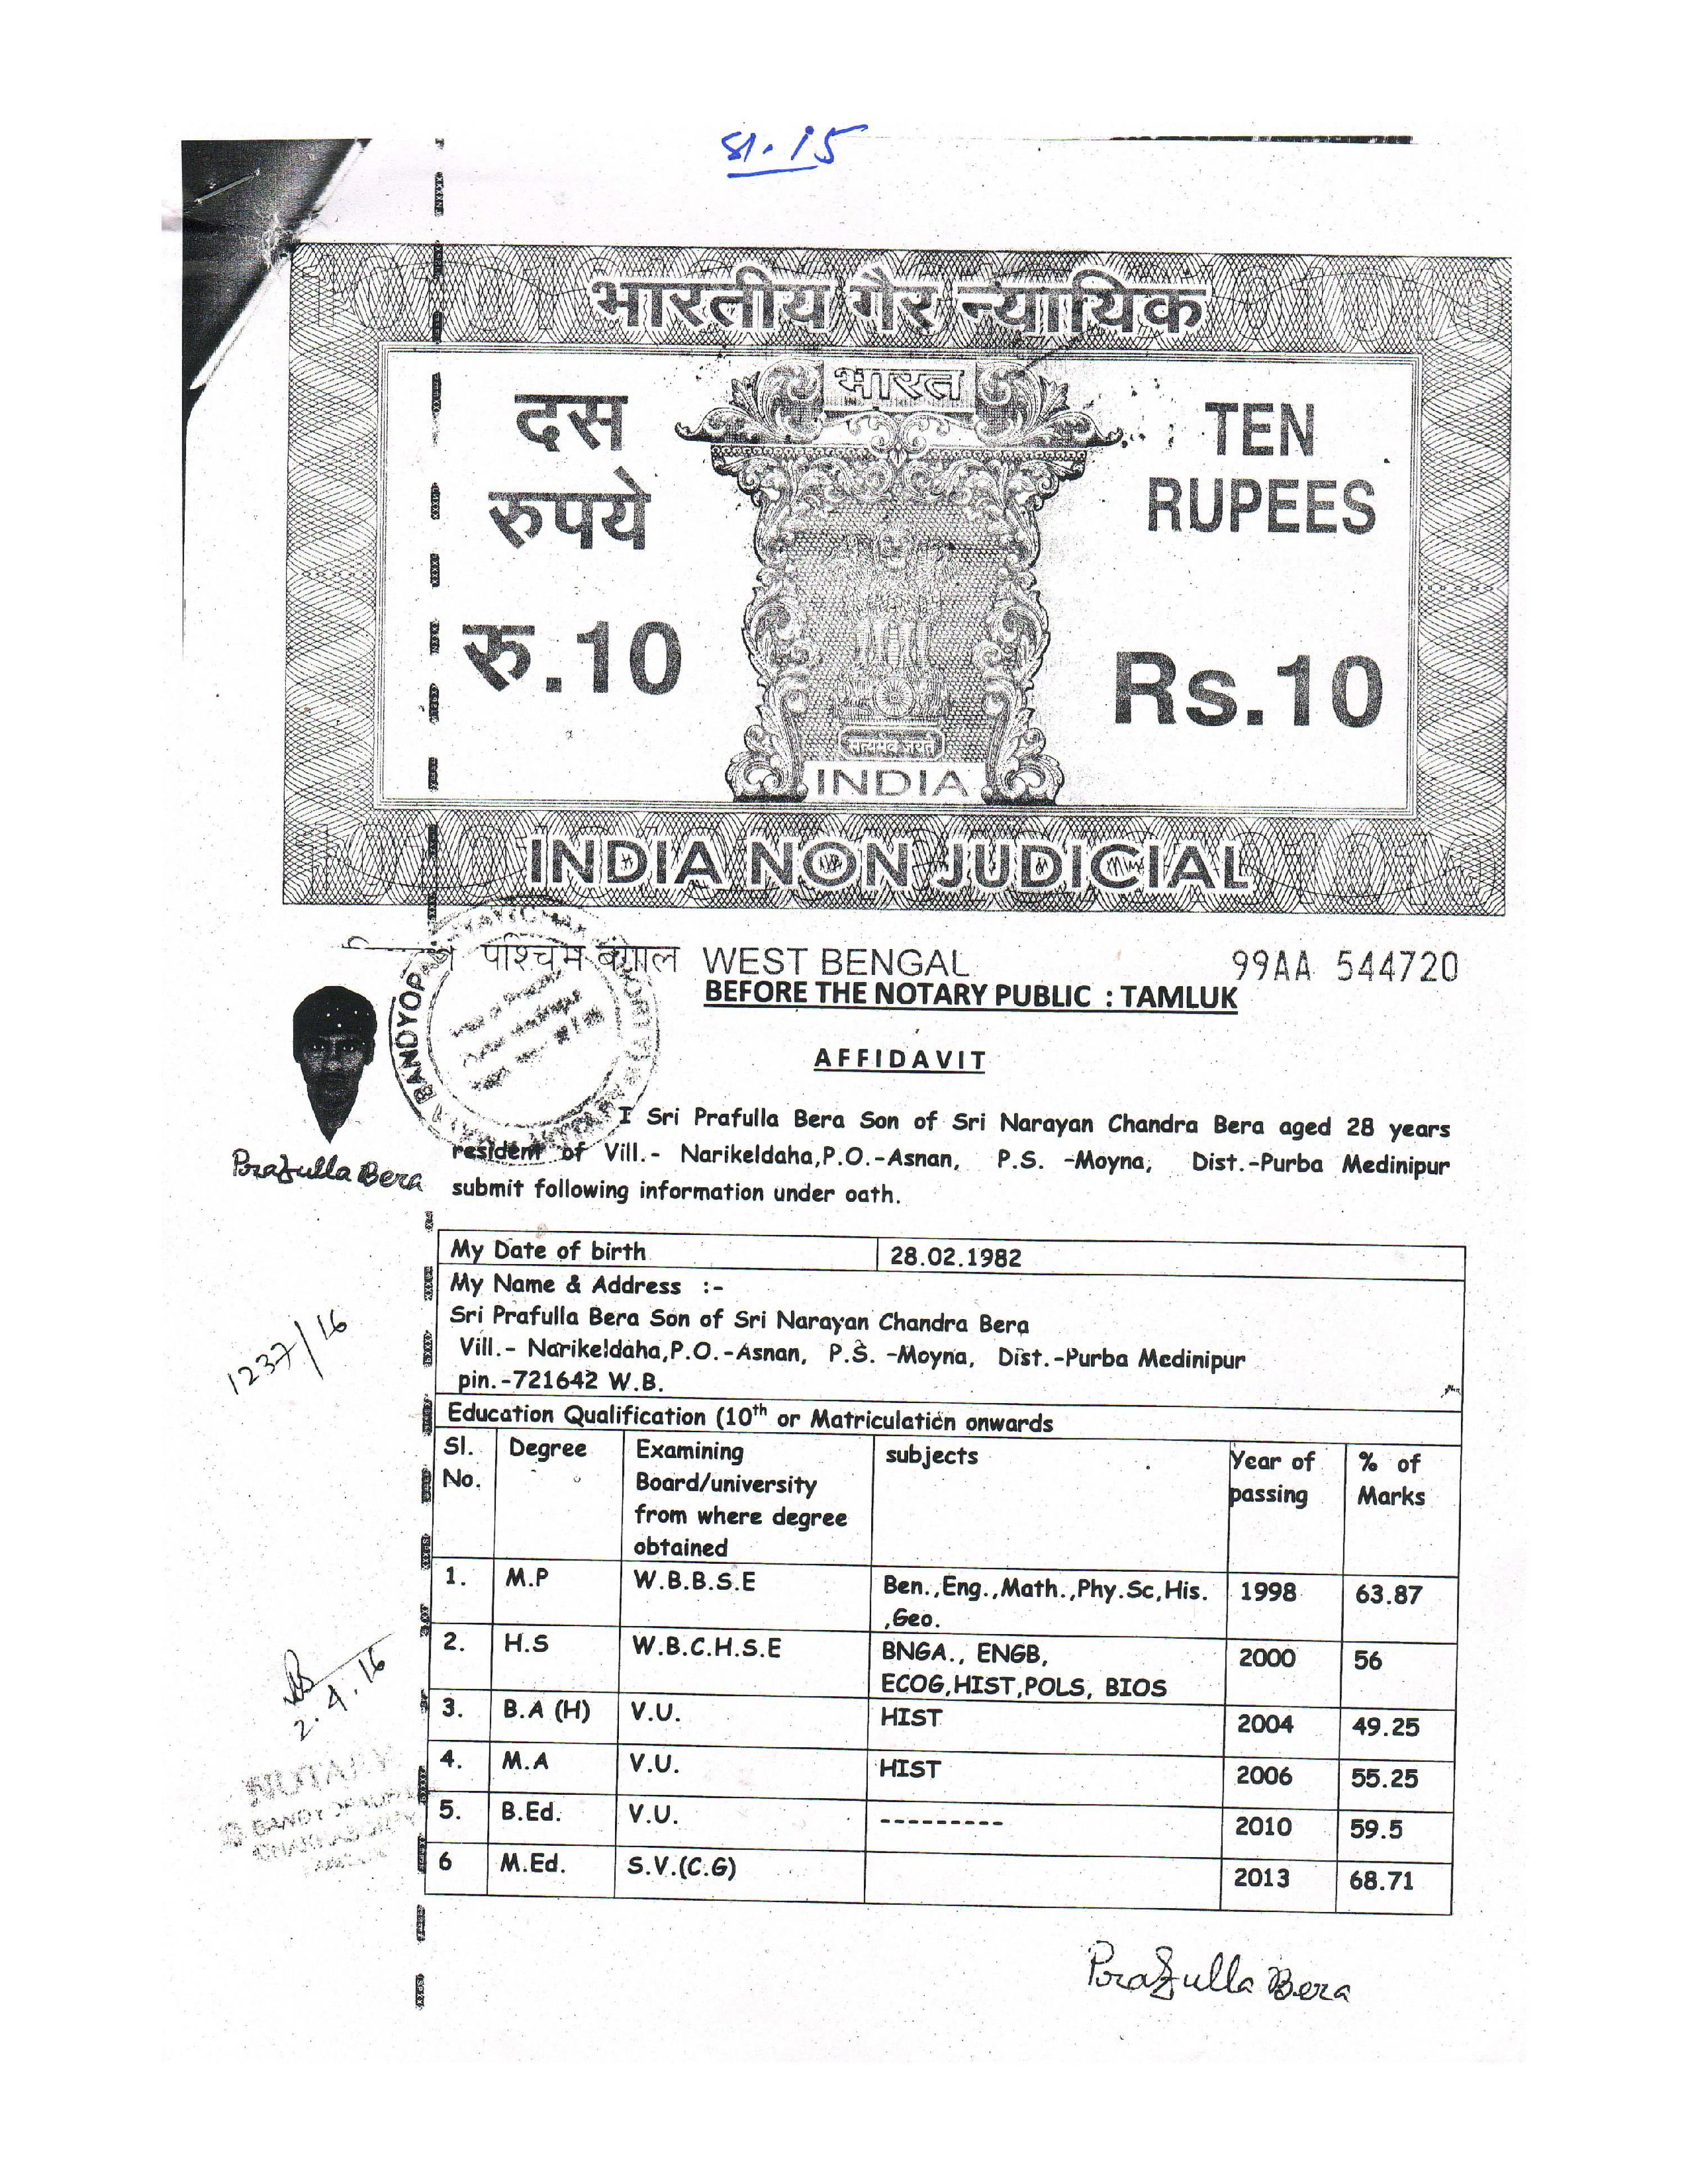 Sl. 15
भारतीय गैर न्यायिक
भारत
दस
रुपये
रु.10
TEN
RUPEES
Rs.10
सत्यमेव जयते
INDIA
INDIA NON JUDICIAL
पश्चिम बंगाल WEST BENGAL 99AA 544720
BEFORE THE NOTARY PUBLIC : TAMLUK
AFFIDAVIT
I Sri Prafulla Bera Son of Sri Narayan Chandra Bera aged 28 years
resident of Vill.- Narikeldaha,P.O.-Asnan, P.S. -Moyna, Dist.-Purba Medinipur
submit following information under oath.
Prafulla Bera
My Date of birth 28.02.1982
My Name & Address :-
Sri Prafulla Bera Son of Sri Narayan Chandra Bera
Vill.- Narikeldaha,P.O.-Asnan, P.S. -Moyna, Dist.-Purba Medinipur
pin.-721642 W.B.
1237/16
Education Qualification (10th or Matriculation onwards
Sl. No. Degree Examining Board/university from where degree obtained subjects Year of passing % of Marks
1. M.P W.B.B.S.E Ben.,Eng.,Math.,Phy.Sc,His. ,Geo. 1998 63.87
2. H.S W.B.C.H.S.E BNGA., ENGB, ECOG,HIST,POLS, BIOS 2000 56
3. B.A (H) V.U. HIST 2004 49.25
4. M.A V.U. HIST 2006 55.25
5. B.Ed. V.U. --------- 2010 59.5
6 M.Ed. S.V.(C.G) 2013 68.71
2.4.16
NOTARY
Prafulla Bera